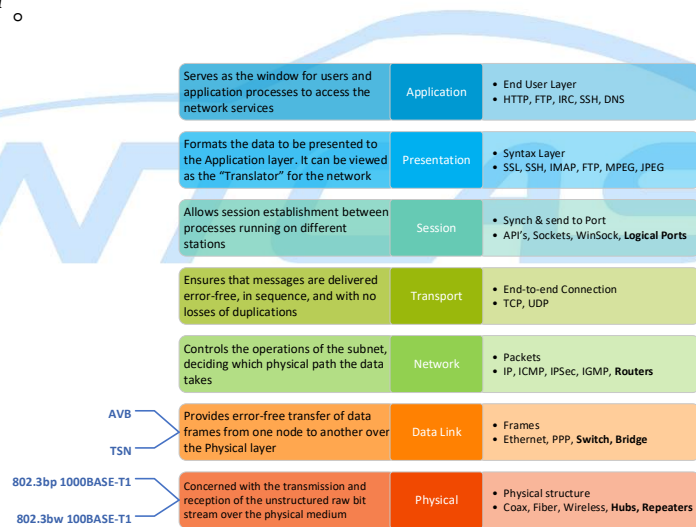 Serves as the window for users and
application processes to access the
network services
Application
• End User Layer
• HTTP, FTP, IRC, SSH, DNS
Formats the data to be presented to
the Application layer. It can be viewed
as the “Translator” for the network
Presentation
• Syntax Layer
• SSL, SSH, IMAP, FTP, MPEG, JPEG
Allows session establishment between
processes running on different
stations
Session
• Synch & send to Port
• API's, Sockets, WinSock, Logical Ports
Ensures that messages are delivered
error-free, in sequence, and with no
losses of duplications
Transport
• End-to-end Connection
• TCP, UDP
Controls the operations of the subnet,
deciding which physical path the data
takes
Network
• Packets
• IP, ICMP, IPSec, IGMP, Routers
AVB
TSN
Provides error-free transfer of data
frames from one node to another over
the Physical layer
Data Link
• Frames
• Ethernet, PPP, Switch, Bridge
802.3bp 1000BASE-T1
802.3bw 100BASE-T1
Concerned with the transmission and
reception of the unstructured raw bit
stream over the physical medium
Physical
• Physical structure
• Coax, Fiber, Wireless, Hubs, Repeaters